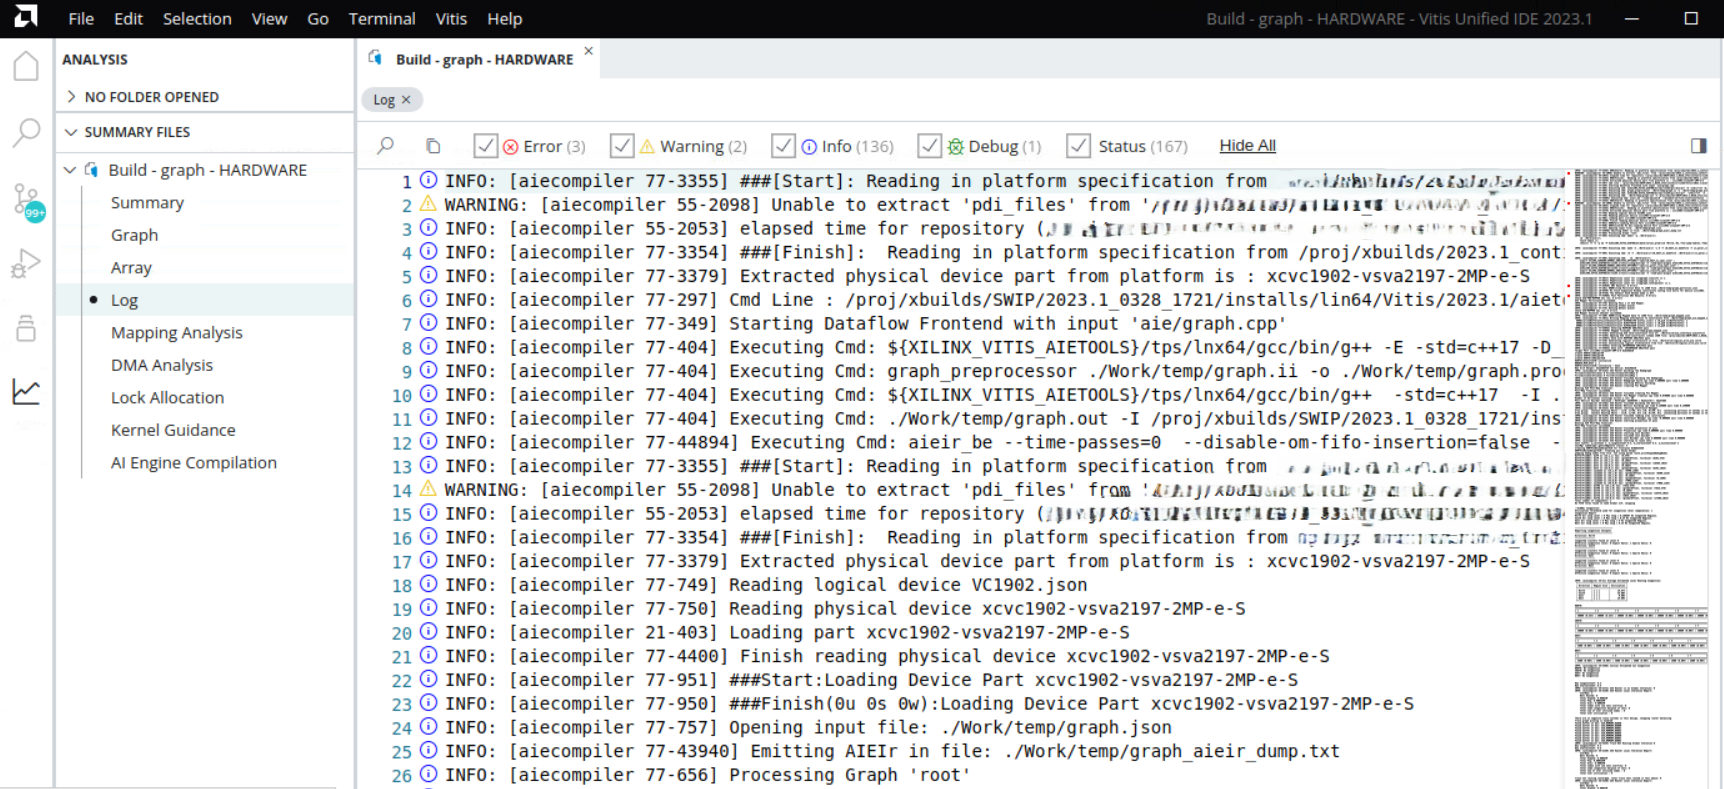 File Edit Selection View Go Terminal Vitis Help Build - graph - HARDWARE - Vitis Unified IDE 2023.1
ANALYSIS
NO FOLDER OPENED
SUMMARY FILES
Build - graph - HARDWARE
Summary
Graph
Array
Log
Mapping Analysis
DMA Analysis
Lock Allocation
Kernel Guidance
AI Engine Compilation
99+
Build - graph - HARDWARE
Log
Error (3) Warning (2) Info (136) Debug (1) Status (167) Hide All
1 INFO: [aiecompiler 77-3355] ###[Start]: Reading in platform specification from
2 WARNING: [aiecompiler 55-2098] Unable to extract 'pdi_files' from
3 INFO: [aiecompiler 55-2053] elapsed time for repository (
4 INFO: [aiecompiler 77-3354] ###[Finish]: Reading in platform specification from /proj/xbuilds/2023.1_conti
5 INFO: [aiecompiler 77-3379] Extracted physical device part from platform is : xcvc1902-vsva2197-2MP-e-S
6 INFO: [aiecompiler 77-297] Cmd Line : /proj/xbuilds/SWIP/2023.1_0328_1721/installs/lin64/Vitis/2023.1/aiet
7 INFO: [aiecompiler 77-349] Starting Dataflow Frontend with input 'aie/graph.cpp'
8 INFO: [aiecompiler 77-404] Executing Cmd: ${XILINX_VITIS_AIETOOLS}/tps/lnx64/gcc/bin/g++ -E -std=c++17 -D_
9 INFO: [aiecompiler 77-404] Executing Cmd: graph_preprocessor ./Work/temp/graph.ii -o ./Work/temp/graph.pro
10 INFO: [aiecompiler 77-404] Executing Cmd: ${XILINX_VITIS_AIETOOLS}/tps/lnx64/gcc/bin/g++ -std=c++17 -I .
11 INFO: [aiecompiler 77-404] Executing Cmd: ./Work/temp/graph.out -I /proj/xbuilds/SWIP/2023.1_0328_1721/ins
12 INFO: [aiecompiler 77-44894] Executing Cmd: aieir_be --time-passes=0 --disable-om-fifo-insertion=false -
13 INFO: [aiecompiler 77-3355] ###[Start]: Reading in platform specification from
14 WARNING: [aiecompiler 55-2098] Unable to extract 'pdi_files' from
15 INFO: [aiecompiler 55-2053] elapsed time for repository (
16 INFO: [aiecompiler 77-3354] ###[Finish]: Reading in platform specification from
17 INFO: [aiecompiler 77-3379] Extracted physical device part from platform is : xcvc1902-vsva2197-2MP-e-S
18 INFO: [aiecompiler 77-749] Reading logical device VC1902.json
19 INFO: [aiecompiler 77-750] Reading physical device xcvc1902-vsva2197-2MP-e-S
20 INFO: [aiecompiler 21-403] Loading part xcvc1902-vsva2197-2MP-e-S
21 INFO: [aiecompiler 77-4400] Finish reading physical device xcvc1902-vsva2197-2MP-e-S
22 INFO: [aiecompiler 77-951] ###Start:Loading Device Part xcvc1902-vsva2197-2MP-e-S
23 INFO: [aiecompiler 77-950] ###Finish(0u 0s 0w):Loading Device Part xcvc1902-vsva2197-2MP-e-S
24 INFO: [aiecompiler 77-757] Opening input file: ./Work/temp/graph.json
25 INFO: [aiecompiler 77-43940] Emitting AIEIr in file: ./Work/temp/graph_aieir_dump.txt
26 INFO: [aiecompiler 77-656] Processing Graph 'root'